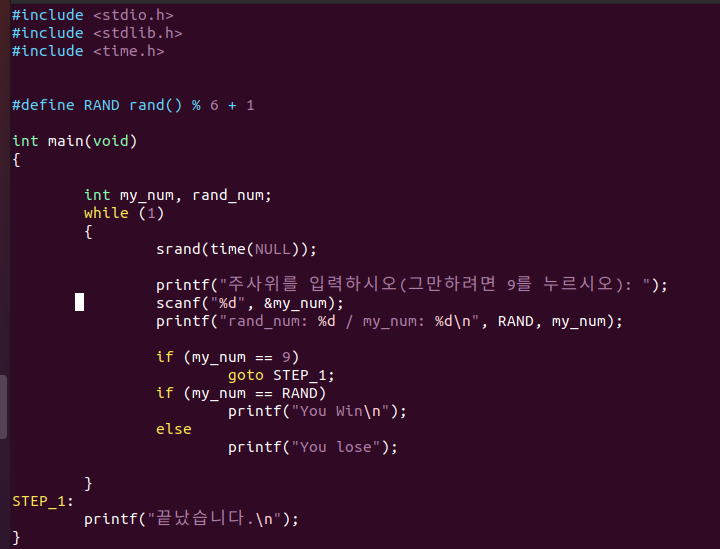 #include <stdio.h>
#include <stdlib.h>
#include <time.h>
#define RAND rand() % 6 + 1
int main(void)
{
int my_num, rand_num;
while (1)
{
srand(time(NULL));
printf("주사위를 입력하시오(그만하려면 9를 누르시오): ");
scanf("%d", &my_num);
printf("rand_num: %d / my_num: %d\n", RAND, my_num);
if (my_num == 9)
goto STEP_1;
if (my_num == RAND)
printf("You Win\n");
else
printf("You lose");
}
STEP_1:
printf("끝났습니다.\n");
}